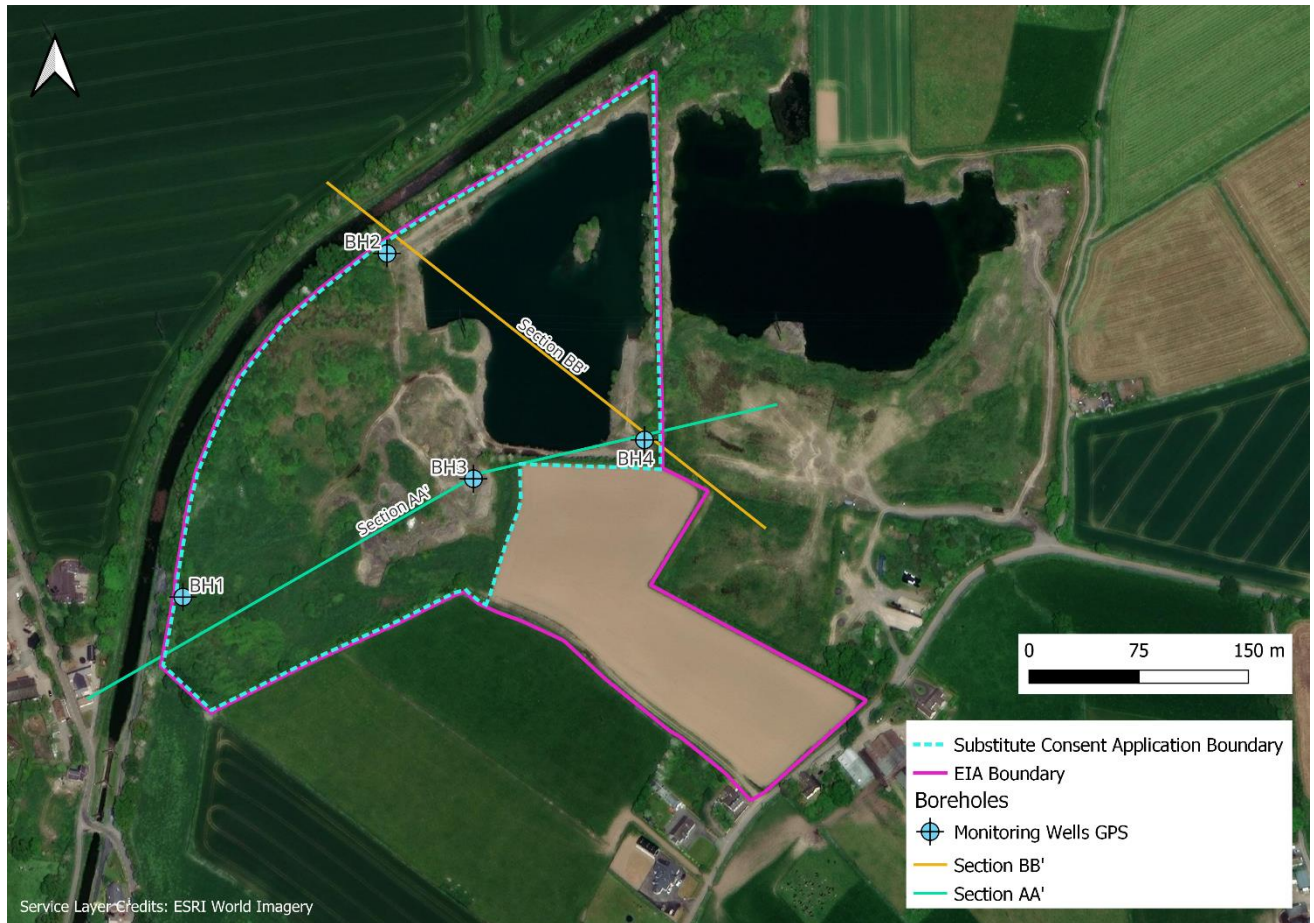 BH2
Section BB'
BH3
BH4
Section AA'
BH1
0 75 150 m
Substitute Consent Application Boundary
EIA Boundary
Boreholes
Monitoring Wells GPS
Section BB'
Section AA'
Service Layer Credits: ESRI World Imagery